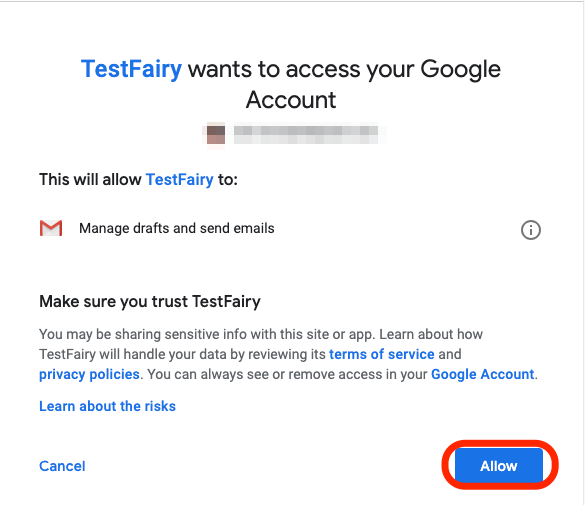 TestFairy wants to access your Google
Account
This will allow TestFairy to:
Manage drafts and send emails
Make sure you trust TestFairy
You may be sharing sensitive info with this site or app. Learn about how
TestFairy will handle your data by reviewing its terms of service and
privacy policies. You can always see or remove access in your Google Account.
Learn about the risks
Cancel
Allow